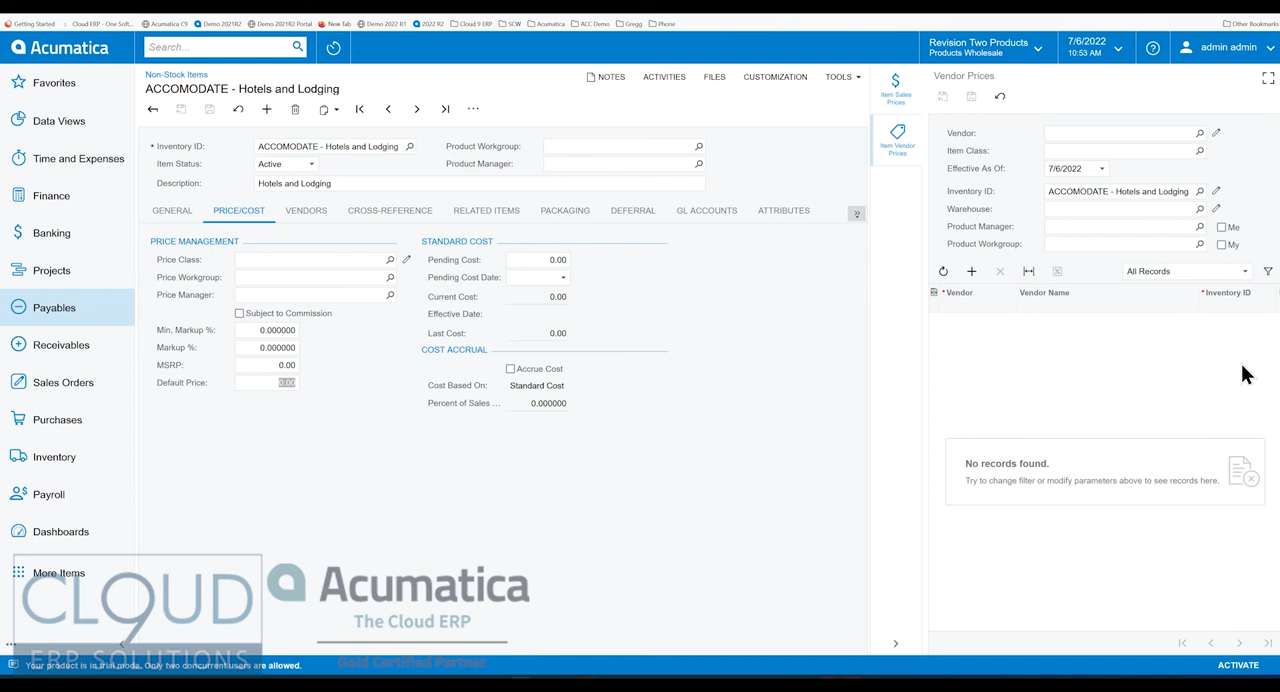 Getting Started
Cloud ERP - One Soft...
Acumatica C9
Demo 2021R2
Demo 2021R2 Portal
New Tab
Demo 2022 R1
2022 R2
Cloud 9 ERP
SCW
Acumatica
ACC Demo
Gregg
Phone
Other Bookmarks
Acumatica
Search...
Revision Two Products
Products Wholesale
7/6/2022
10:53 AM
admin admin
Favorites
Data Views
Time and Expenses
Finance
Banking
Projects
Payables
Receivables
Sales Orders
Purchases
Inventory
Payroll
Dashboards
More Items
Non-Stock Items
ACCOMODATE - Hotels and Lodging
NOTES
ACTIVITIES
FILES
CUSTOMIZATION
TOOLS
* Inventory ID:
ACCOMODATE - Hotels and Lodging
Product Workgroup:
Item Status:
Active
Product Manager:
Description:
Hotels and Lodging
GENERAL
PRICE/COST
VENDORS
CROSS-REFERENCE
RELATED ITEMS
PACKAGING
DEFERRAL
GL ACCOUNTS
ATTRIBUTES
PRICE MANAGEMENT
Price Class:
Price Workgroup:
Price Manager:
Subject to Commission
Min. Markup %:
0.000000
Markup %:
0.000000
MSRP:
0.00
Default Price:
0.00
STANDARD COST
Pending Cost:
0.00
Pending Cost Date:
Current Cost:
0.00
Effective Date:
Last Cost:
0.00
COST ACCRUAL
Accrue Cost
Cost Based On:
Standard Cost
Percent of Sales ...
0.000000
Item Sales
Prices
Item Vendor
Prices
Vendor Prices
Vendor:
Item Class:
Effective As Of:
7/6/2022
Inventory ID:
ACCOMODATE - Hotels and Lodging
Warehouse:
Product Manager:
Me
Product Workgroup:
My
All Records
* Vendor
Vendor Name
* Inventory ID
No records found.
Try to change filter or modify parameters above to see records here.
CLOUD
9
ERP SOLUTIONS
Acumatica
The Cloud ERP
Gold Certified Partner
Your product is in trial mode. Only two concurrent users are allowed.
ACTIVATE